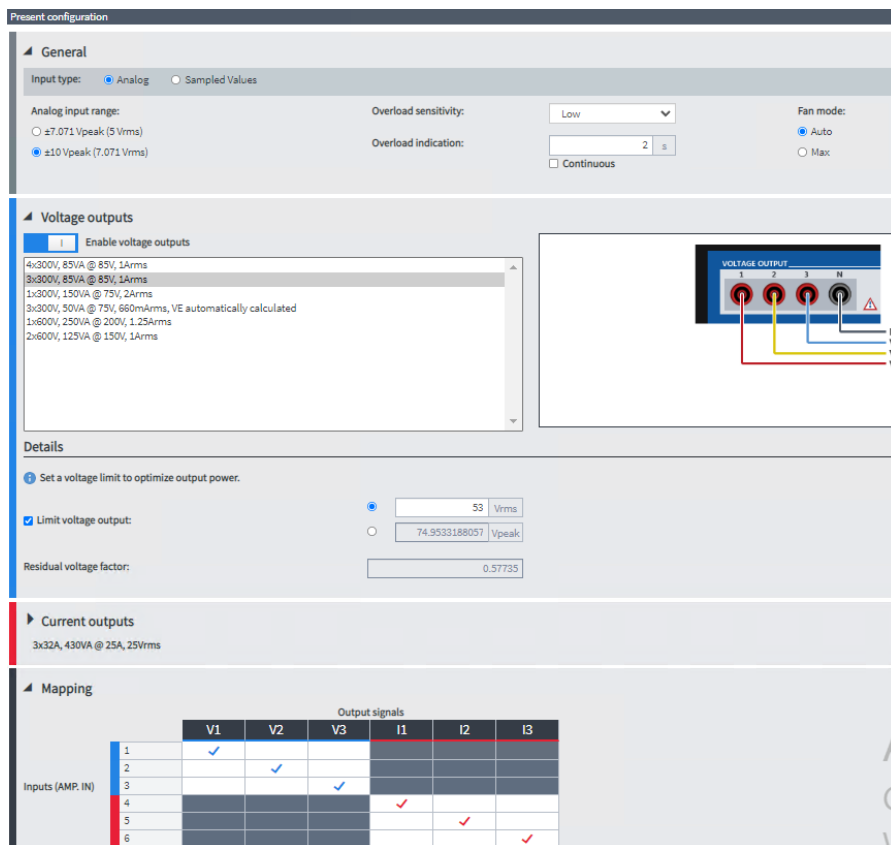 Present configuration
General
Input type: Analog Sampled Values
Analog input range: Overload sensitivity: Low Fan mode:
±7.071 Vpeak (5 Vrms) Auto
Overload indication: 2 s
±10 Vpeak (7.071 Vrms) Max
Continuous
Voltage outputs
I Enable voltage outputs
4x300V, 85VA @ 85V, 1Arms
3x300V, 85VA @ 85V, 1Arms
1x300V, 150VA @ 75V, 2Arms
3x300V, 50VA @ 75V, 660mArms, VE automatically calculated
1x600V, 250VA @ 200V, 1.25Arms
2x600V, 125VA @ 150V, 1Arms
VOLTAGE OUTPUT
1 2 3 N
Details
Set a voltage limit to optimize output power.
53 Vrms
Limit voltage output:
74.9533188057 Vpeak
Residual voltage factor: 0.57735
Current outputs
3x32A, 430VA @ 25A, 25Vrms
Mapping
Output signals
V1 V2 V3 I1 I2 I3
1
2
Inputs (AMP. IN) 3
4
5
6